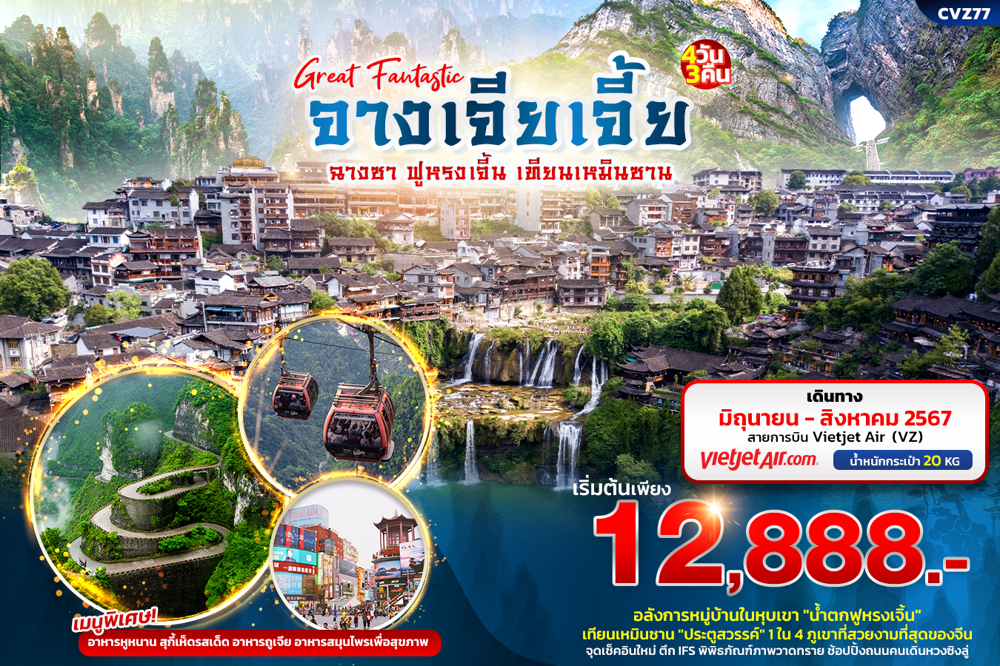 CVZ77
4วัน
3คืน
Great Fantastic
จางเจียเจี้ย
ฉางซา ฟูหรงเจิ้น เทียนเหมินซาน
เดินทาง
มิถุนายน - สิงหาคม 2567
สายการบิน Vietjet Air (VZ)
vietjetAir.com
น้ำหนักกระเป๋า 20 KG
เริ่มต้นเพียง
12,888.-
อลังการหมู่บ้านในหุบเขา "น้ำตกฟูหรงเจิ้น"
เทียนเหมินซาน "ประตูสวรรค์" 1 ใน 4 ภูเขาที่สวยงามที่สุดของจีน
จุดเช็คอินใหม่ ตึก IFS พิพิธภัณฑ์ภาพวาดทราย ช้อปปิ้งถนนคนเดินหวงซิงลู่
เมนูพิเศษ!
อาหารหูหนาน สุกี้เห็ดรสเด็ด อาหารถูเจีย อาหารสมุนไพรเพื่อสุขภาพ